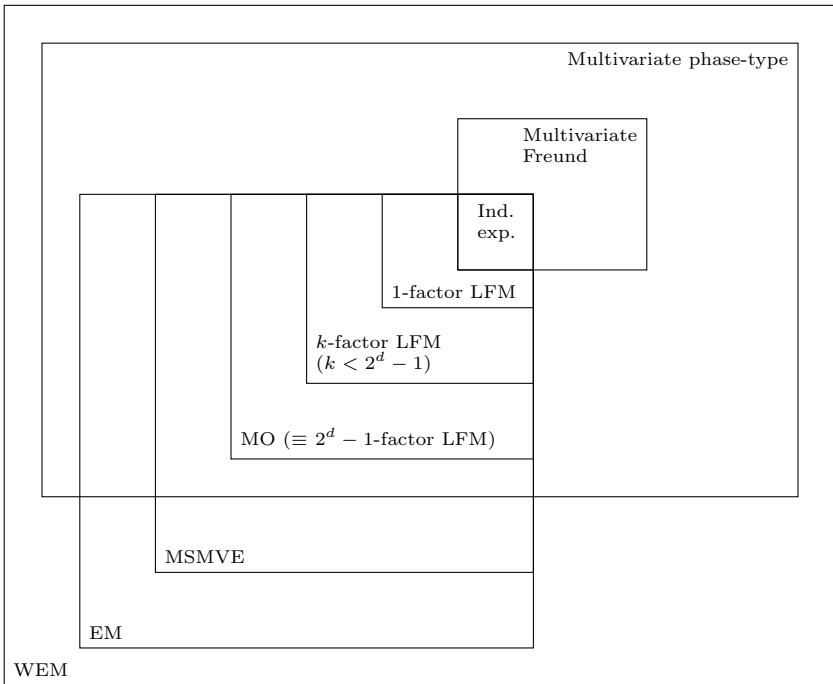 Multivariate phase-type
Multivariate
Freund
Ind.
exp.
1-factor LFM
k-factor LFM
(k < 2^d − 1)
MO (≡ 2^d − 1-factor LFM)
MSMVE
EM
WEM